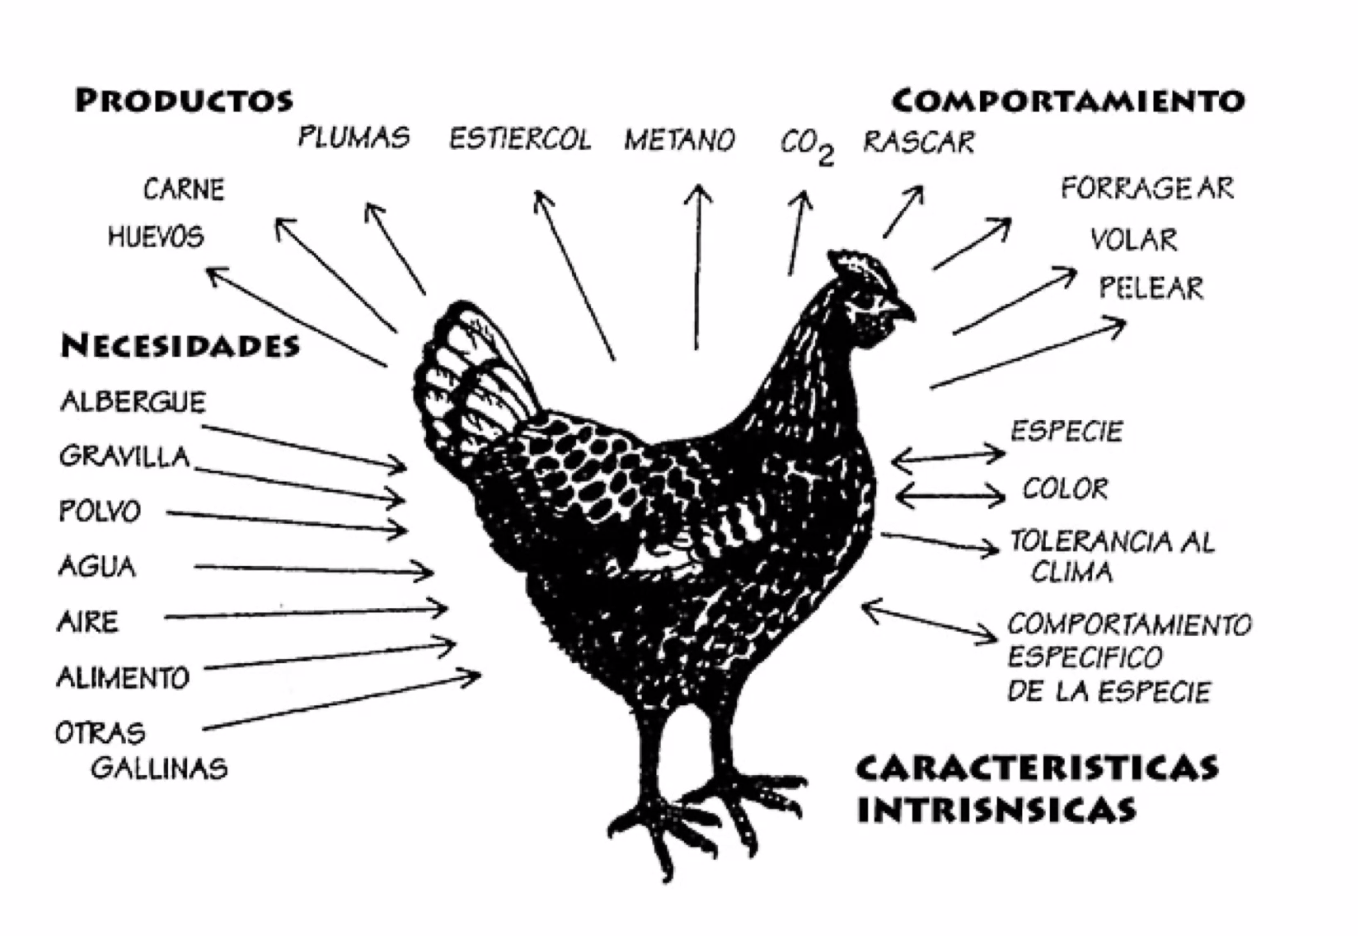 PRODUCTOS
PLUMAS
ESTIERCOL
METANO
CO2
CARNE
HUEVOS
COMPORTAMIENTO
RASCAR
FORRAGEAR
VOLAR
PELEAR
NECESIDADES
ALBERGUE
GRAVILLA
POLVO
AGUA
AIRE
ALIMENTO
OTRAS
GALLINAS
ESPECIE
COLOR
TOLERANCIA AL
CLIMA
COMPORTAMIENTO
ESPECIFICO
DE LA ESPECIE
CARACTERISTICAS
INTRISNSICAS